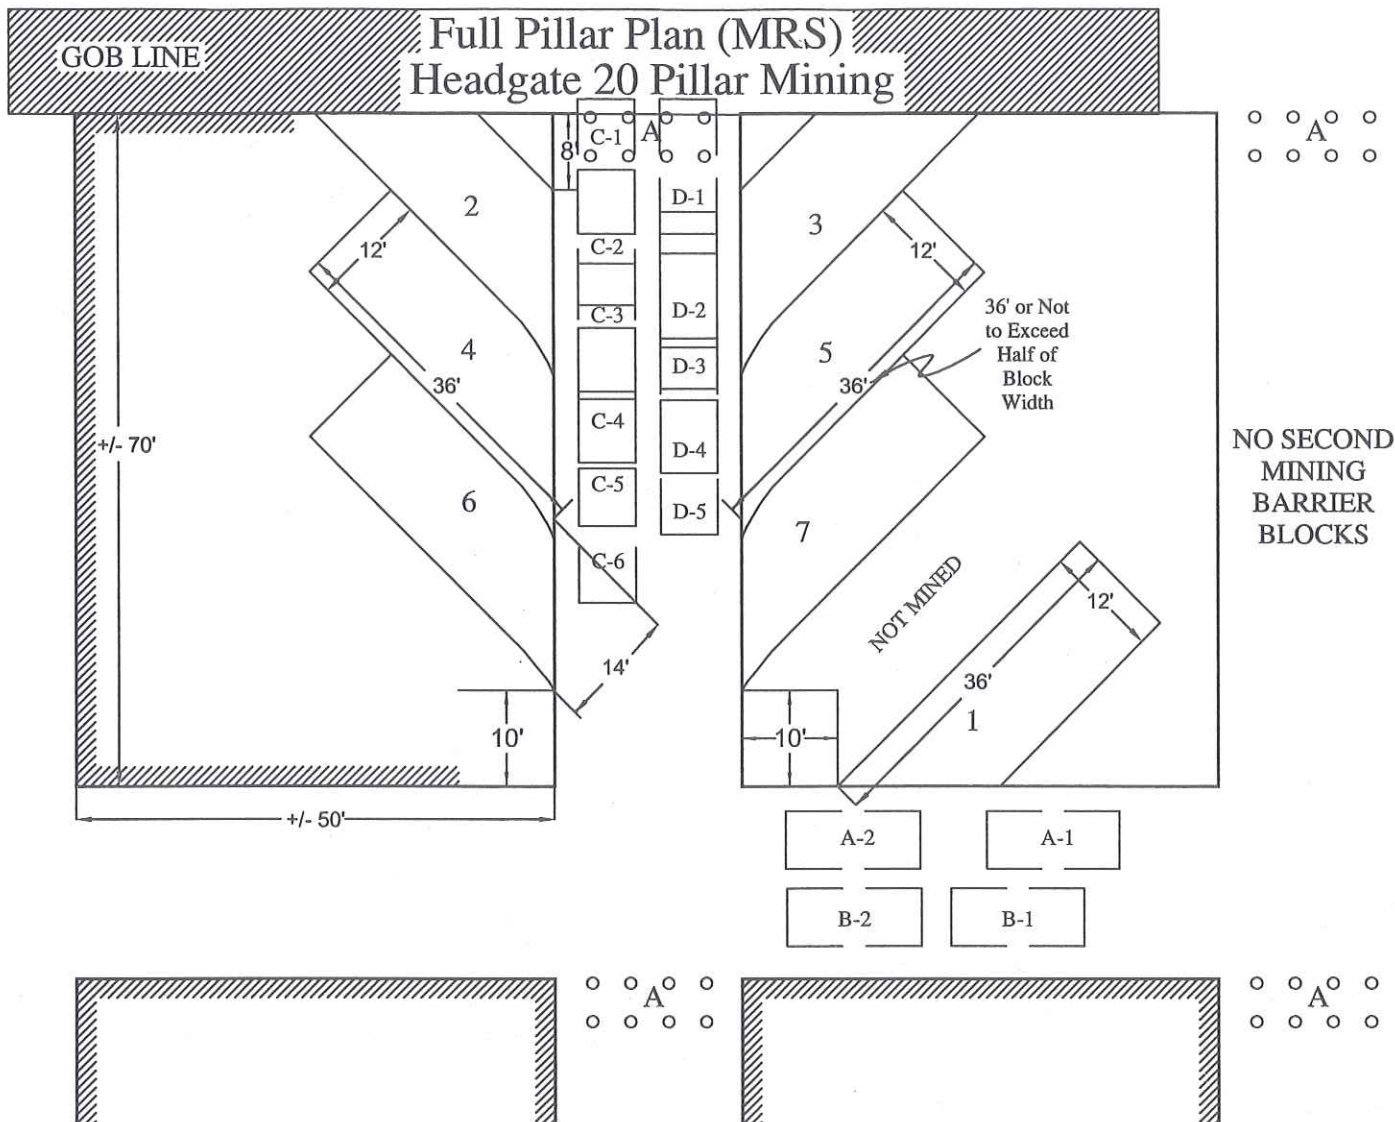 Full Pillar Plan (MRS)
GOB LINE
Headgate 20 Pillar Mining
C-1
A
A
8'
D-1
2
3
C-2
12'
12'
D-2
C-3
36' or Not
to Exceed
Half of
Block
Width
4
5
D-3
36'
36'
C-4
+/- 70'
D-4
NO SECOND
MINING
BARRIER
BLOCKS
C-5
6
D-5
7
C-6
NOT MINED
12'
14'
36'
1
10'
10'
+/- 50'
A-2
A-1
B-2
B-1
A
A